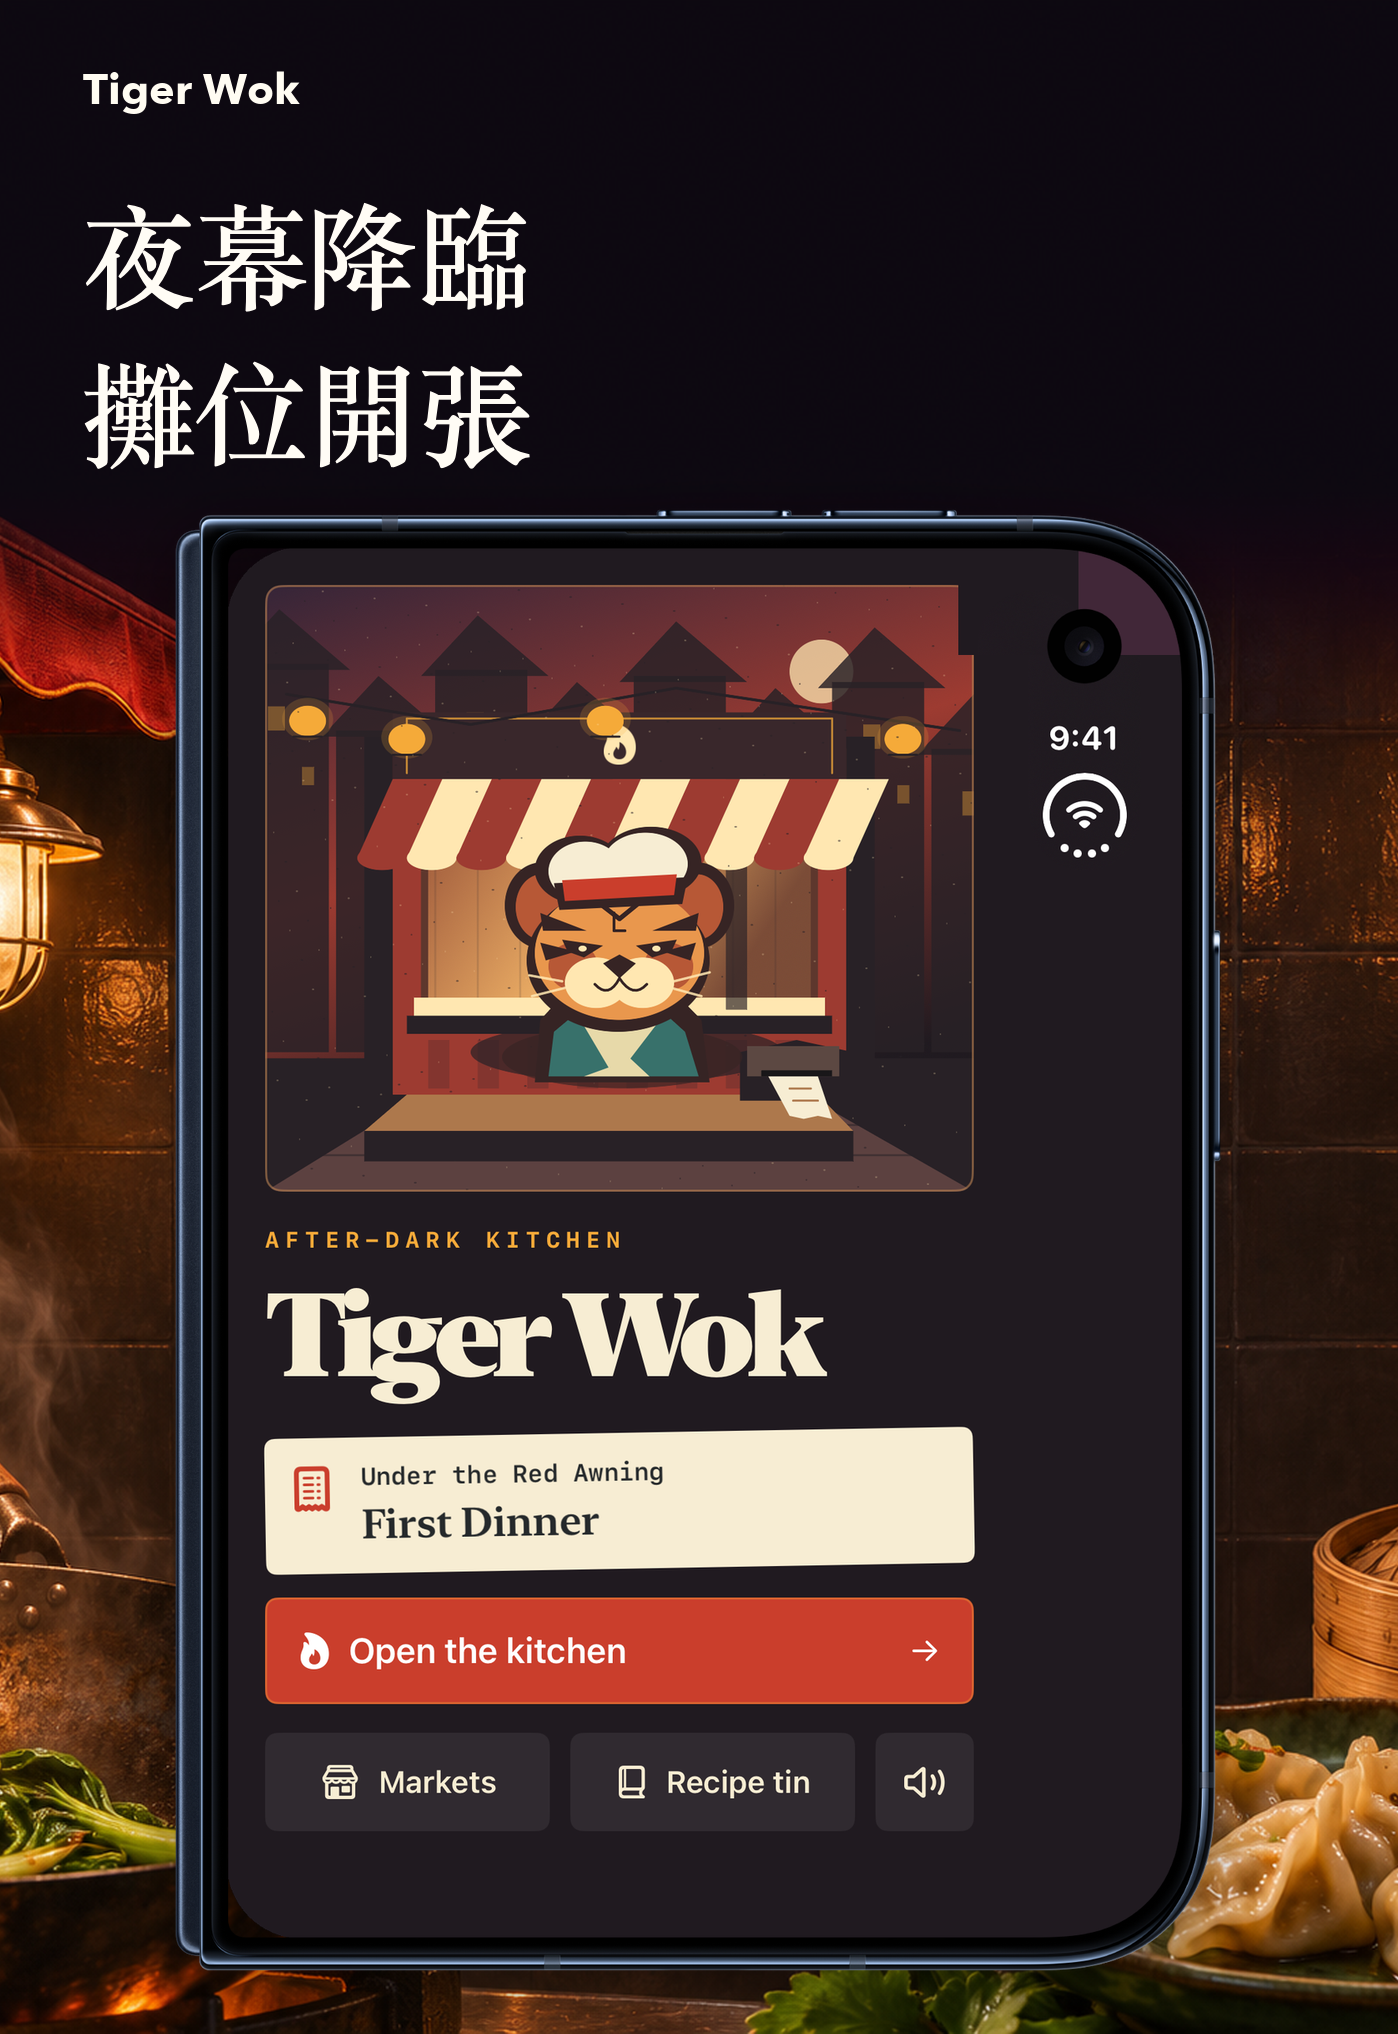 Tiger Wok
夜幕降臨
攤位開張
9:41
AFTER–DARK KITCHEN
Tiger Wok
Under the Red Awning
First Dinner
Open the kitchen
Markets
Recipe tin